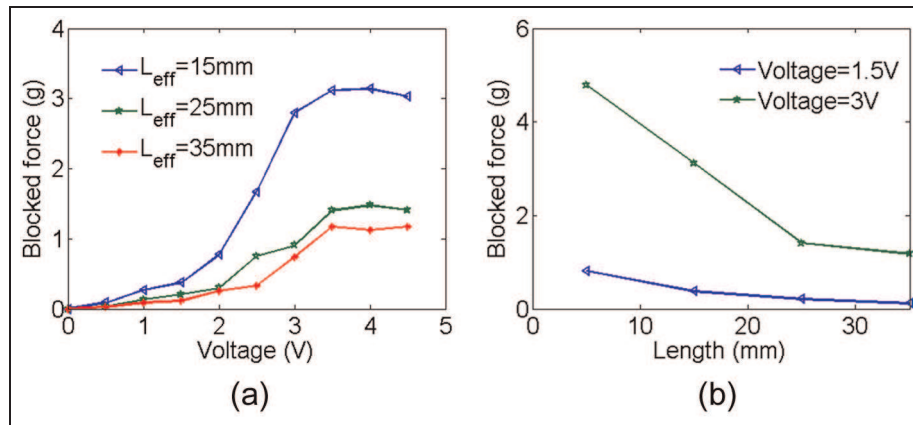 Blocked force (g)
4
3
2
1
0
0
1
2
3
4
5
Voltage (V)
L_eff=15mm
L_eff=25mm
L_eff=35mm
(a)
Blocked force (g)
6
4
2
0
0
10
20
30
Length (mm)
Voltage=1.5V
Voltage=3V
(b)